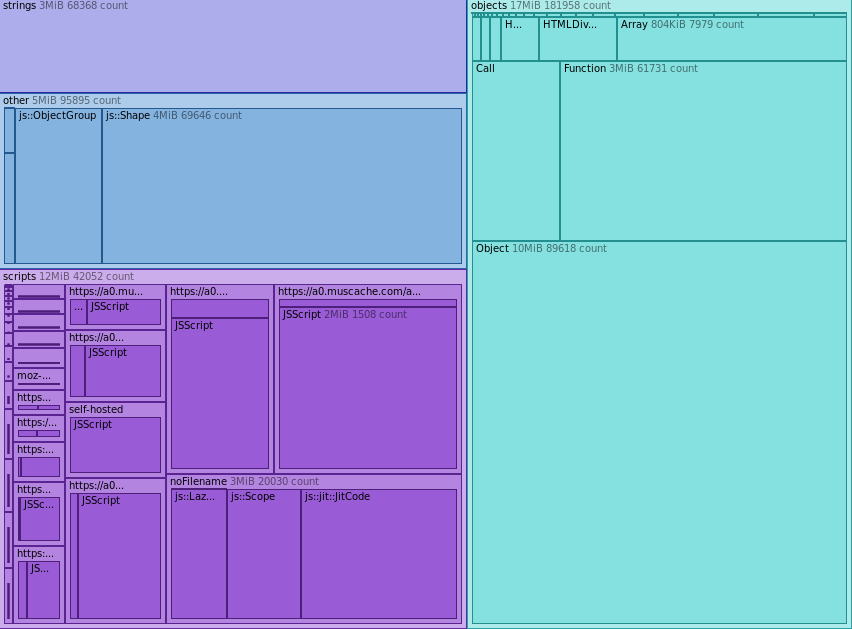 strings 3MiB 68368 count
other 5MiB 95895 count
js::ObjectGroup
js::Shape 4MiB 69646 count
scripts 12MiB 42052 count
moz-...
https...
https:/...
https:...
https...
JSSc...
https:...
JS...
https://a0.mu...
...
JSScript
https://a0...
JSScript
self-hosted
JSScript
https://a0...
JSScript
https://a0....
JSScript
https://a0.muscache.com/a...
JSScript 2MiB 1508 count
noFilename 3MiB 20030 count
js::Laz...
js::Scope
js::jit::JitCode
objects 17MiB 181958 count
H...
HTMLDiv...
Array 804KiB 7979 count
Call
Function 3MiB 61731 count
Object 10MiB 89618 count